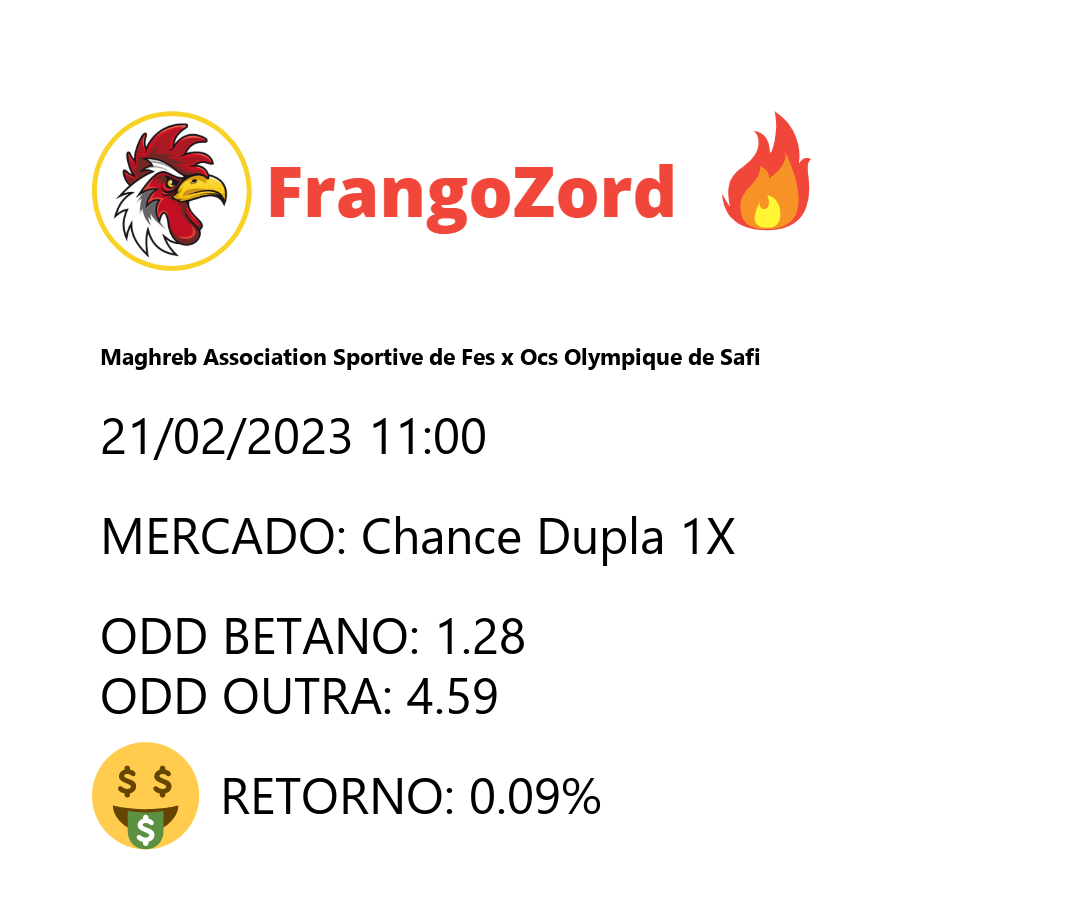 FrangoZord
Maghreb Association Sportive de Fes x Ocs Olympique de Safi
21/02/2023 11:00
MERCADO: Chance Dupla 1X
ODD BETANO: 1.28
ODD OUTRA: 4.59
$ $
$
RETORNO: 0.09%